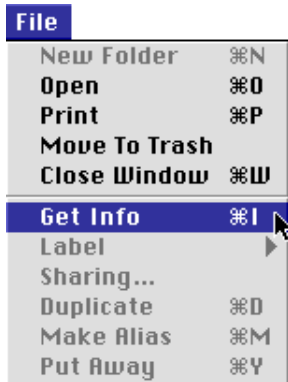 File
New Folder ⌘N
Open ⌘O
Print ⌘P
Move To Trash
Close Window ⌘W
Get Info ⌘I
Label
Sharing...
Duplicate ⌘D
Make Alias ⌘M
Put Away ⌘Y